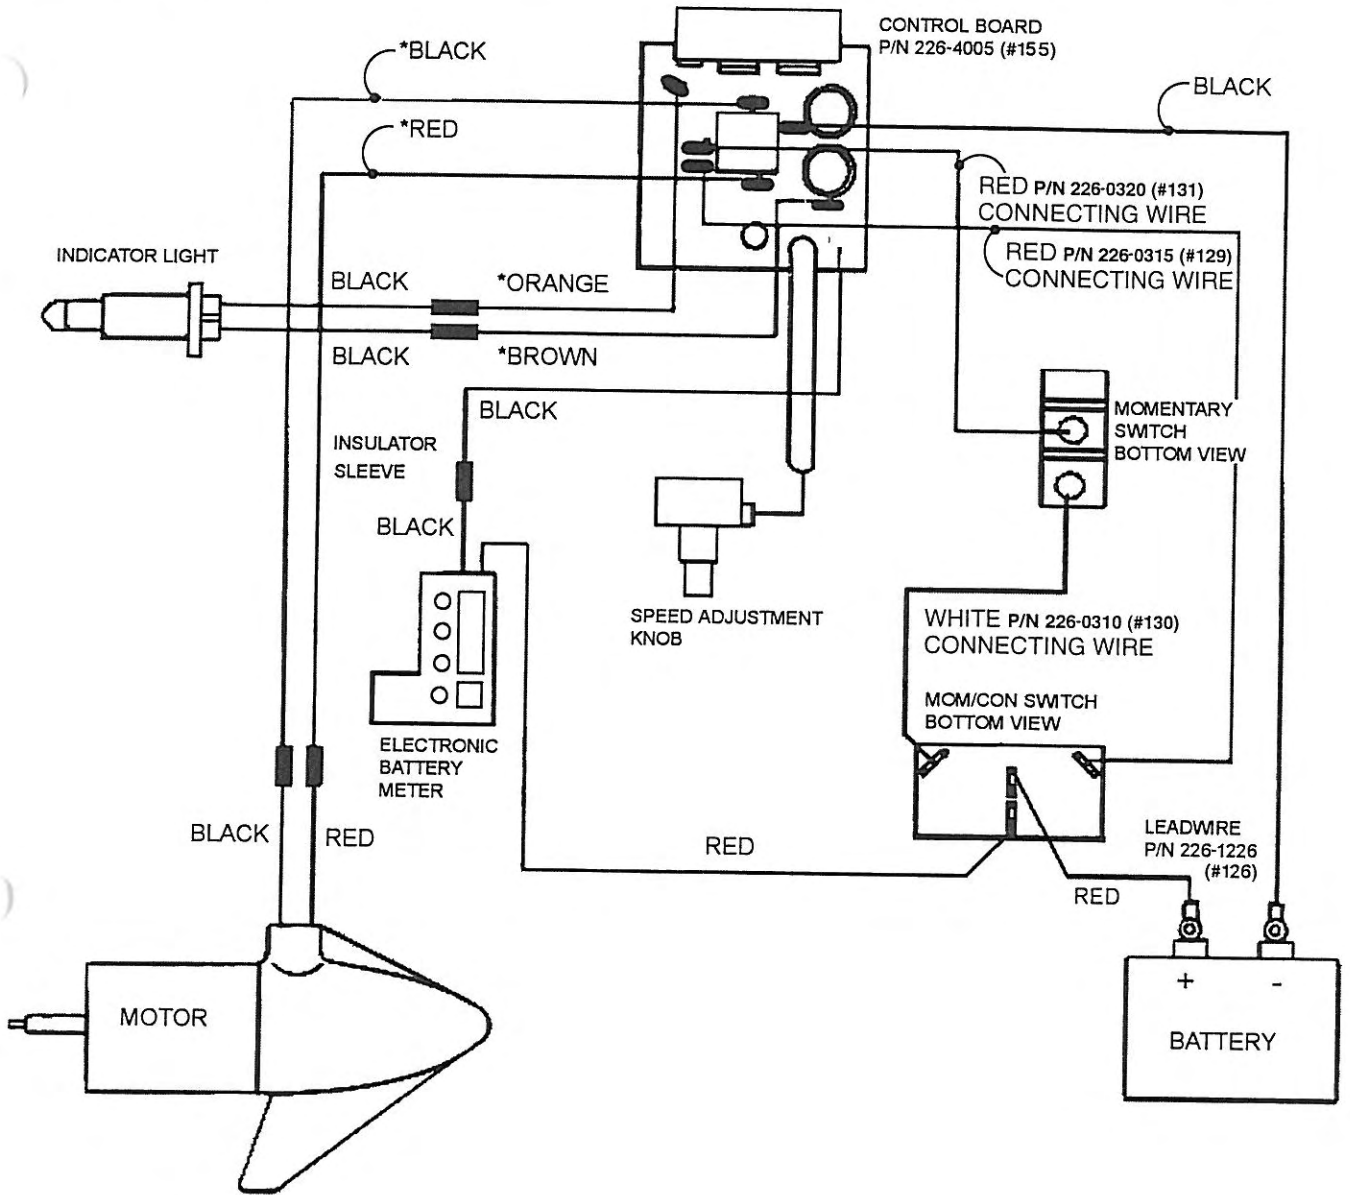 CONTROL BOARD
P/N 226-4005 (#155)
*BLACK
BLACK
*RED
RED P/N 226-0320 (#131)
CONNECTING WIRE
RED P/N 226-0315 (#129)
CONNECTING WIRE
INDICATOR LIGHT
BLACK
*ORANGE
BLACK
*BROWN
BLACK
MOMENTARY
SWITCH
BOTTOM VIEW
INSULATOR
SLEEVE
BLACK
SPEED ADJUSTMENT
KNOB
WHITE P/N 226-0310 (#130)
CONNECTING WIRE
MOM/CON SWITCH
BOTTOM VIEW
ELECTRONIC
BATTERY
METER
BLACK
RED
RED
LEADWIRE
P/N 226-1226
(#126)
RED
+
-
MOTOR
BATTERY